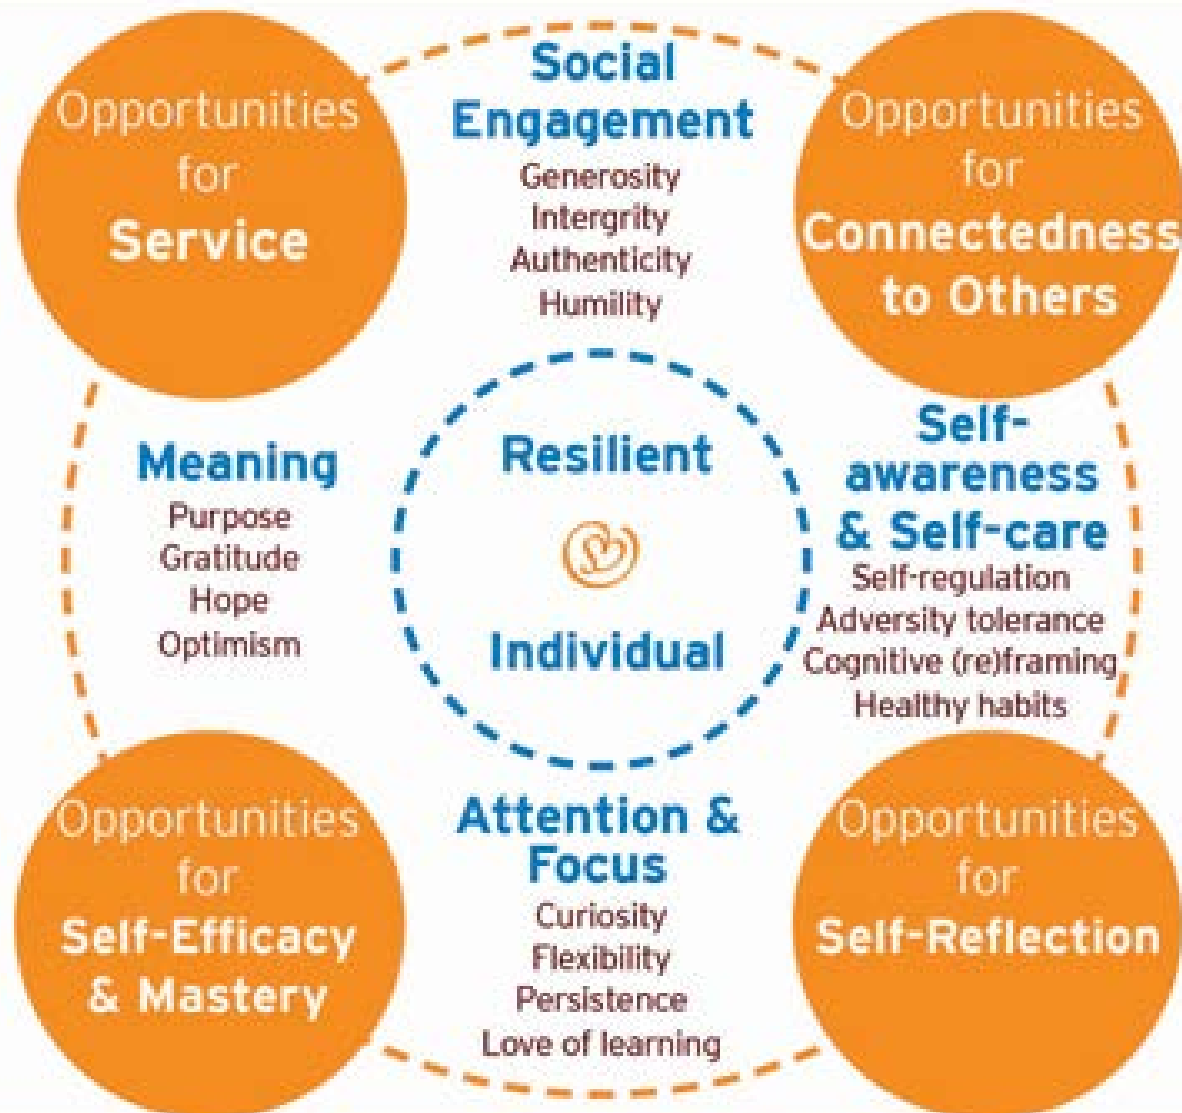 Opportunities
for
Service
Social
Engagement
Generosity
Intergrity
Authenticity
Humility
Opportunities
for
Connectedness
to Others
Meaning
Purpose
Gratitude
Hope
Optimism
Resilient
Individual
Self-
awareness
& Self-care
Self-regulation
Adversity tolerance
Cognitive (re)framing
Healthy habits
Opportunities
for
Self-Efficacy
& Mastery
Attention &
Focus
Curiosity
Flexibility
Persistence
Love of learning
Opportunities
for
Self-Reflection